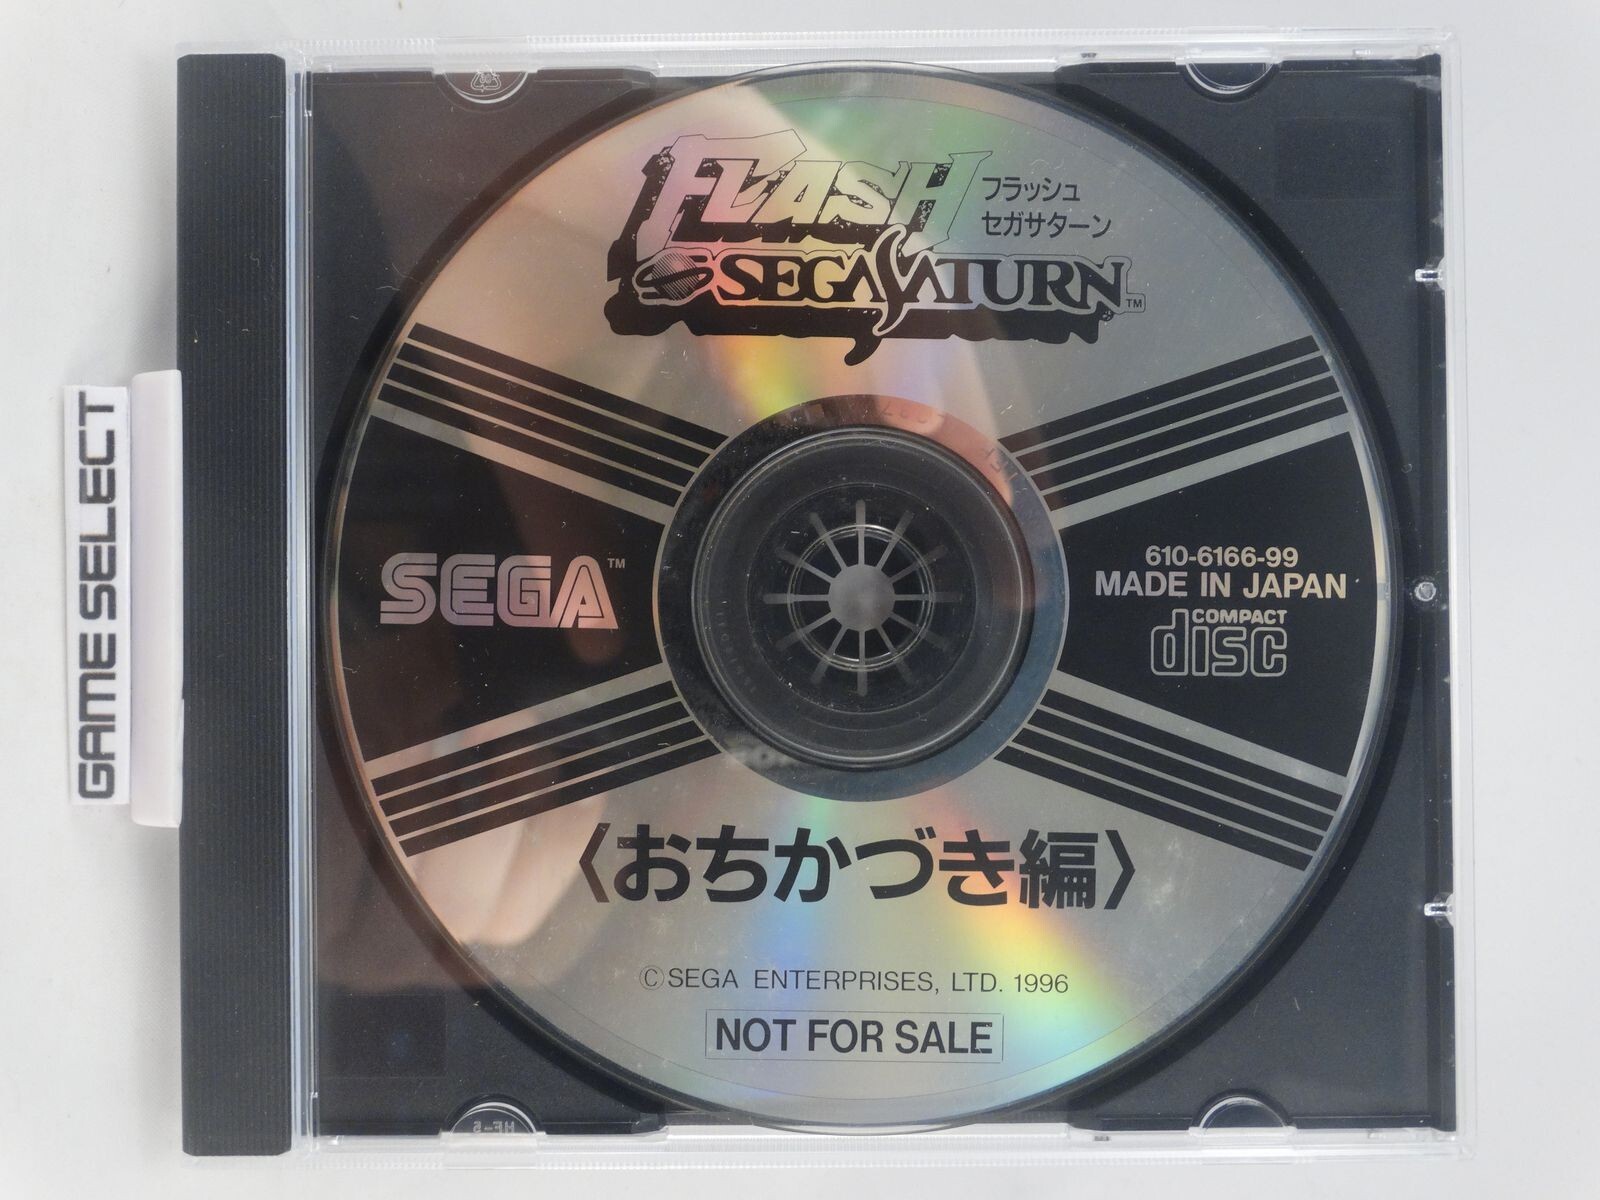 GAME SELECT
FLASH
フラッシュ
セガサターン
SEGA SATURN™
SEGA™
610-6166-99
MADE IN JAPAN
COMPACT
disc
〈おちかづき編〉
©SEGA ENTERPRISES, LTD. 1996
NOT FOR SALE